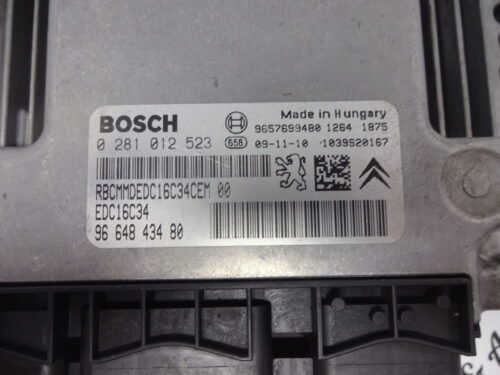 BOSCH
Made in Hungary
9657699480 1264 1875
0 281 012 523 658 09-11-10 1039S20167
RBCMMDEDC16C34CEM 00
EDC16C34
96 648 434 80